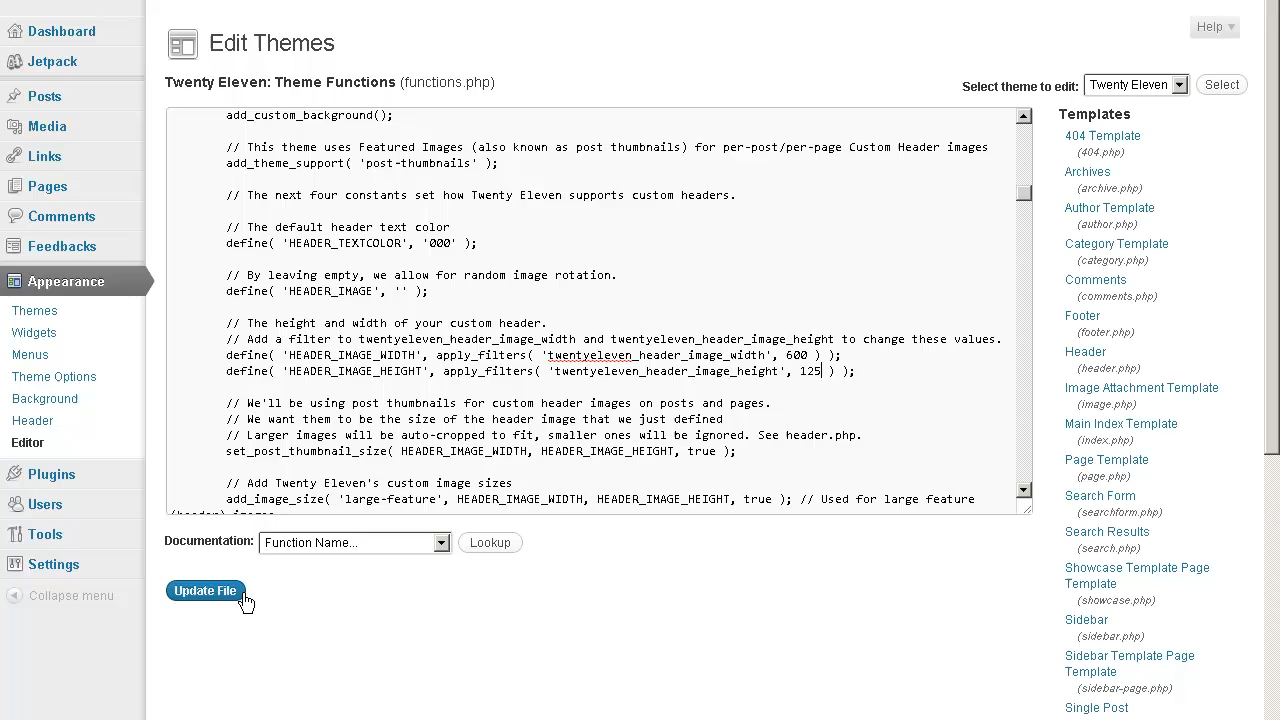 Dashboard
Jetpack
Posts
Media
Links
Pages
Comments
Feedbacks
Appearance
Themes
Widgets
Menus
Theme Options
Background
Header
Editor
Plugins
Users
Tools
Settings
Collapse menu
Help
Edit Themes
Twenty Eleven: Theme Functions (functions.php)
Select theme to edit: Twenty Eleven Select
add_custom_background();
// This theme uses Featured Images (also known as post thumbnails) for per-post/per-page Custom Header images
add_theme_support( 'post-thumbnails' );
// The next four constants set how Twenty Eleven supports custom headers.
// The default header text color
define( 'HEADER_TEXTCOLOR', '000' );
// By leaving empty, we allow for random image rotation.
define( 'HEADER_IMAGE', '' );
// The height and width of your custom header.
// Add a filter to twentyeleven_header_image_width and twentyeleven_header_image_height to change these values.
define( 'HEADER_IMAGE_WIDTH', apply_filters( 'twentyeleven_header_image_width', 600 ) );
define( 'HEADER_IMAGE_HEIGHT', apply_filters( 'twentyeleven_header_image_height', 125 ) );
// We'll be using post thumbnails for custom header images on posts and pages.
// We want them to be the size of the header image that we just defined
// Larger images will be auto-cropped to fit, smaller ones will be ignored. See header.php.
set_post_thumbnail_size( HEADER_IMAGE_WIDTH, HEADER_IMAGE_HEIGHT, true );
// Add Twenty Eleven's custom image sizes
add_image_size( 'large-feature', HEADER_IMAGE_WIDTH, HEADER_IMAGE_HEIGHT, true ); // Used for large feature
(header) images
Documentation: Function Name... Lookup
Update File
Templates
404 Template
(404.php)
Archives
(archive.php)
Author Template
(author.php)
Category Template
(category.php)
Comments
(comments.php)
Footer
(footer.php)
Header
(header.php)
Image Attachment Template
(image.php)
Main Index Template
(index.php)
Page Template
(page.php)
Search Form
(searchform.php)
Search Results
(search.php)
Showcase Template Page
Template
(showcase.php)
Sidebar
(sidebar.php)
Sidebar Template Page
Template
(sidebar-page.php)
Single Post